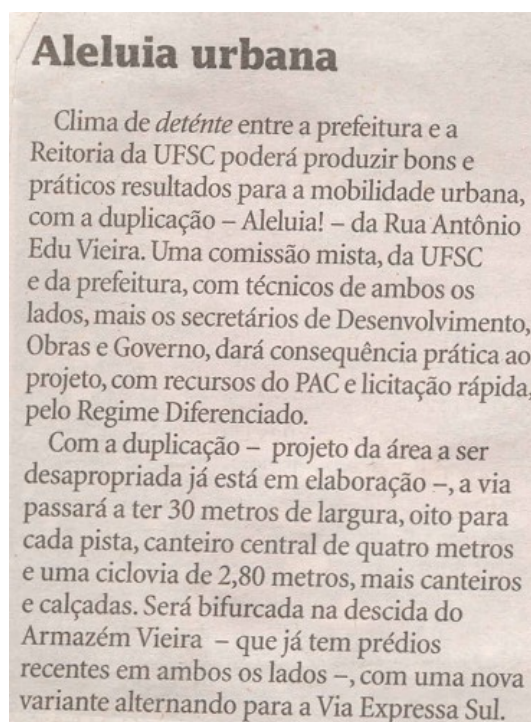 Aleluia urbana
Clima de deténte entre a prefeitura e a
Reitoria da UFSC poderá produzir bons e
práticos resultados para a mobilidade urbana,
com a duplicação – Aleluia! – da Rua Antônio
Edu Vieira. Uma comissão mista, da UFSC
e da prefeitura, com técnicos de ambos os
lados, mais os secretários de Desenvolvimento,
Obras e Governo, dará consequência prática ao
projeto, com recursos do PAC e licitação rápida,
pelo Regime Diferenciado.
Com a duplicação – projeto da área a ser
desapropriada já está em elaboração –, a via
passará a ter 30 metros de largura, oito para
cada pista, canteiro central de quatro metros
e uma ciclovia de 2,80 metros, mais canteiros
e calçadas. Será bifurcada na descida do
Armazém Vieira – que já tem prédios
recentes em ambos os lados –, com uma nova
variante alternando para a Via Expressa Sul.